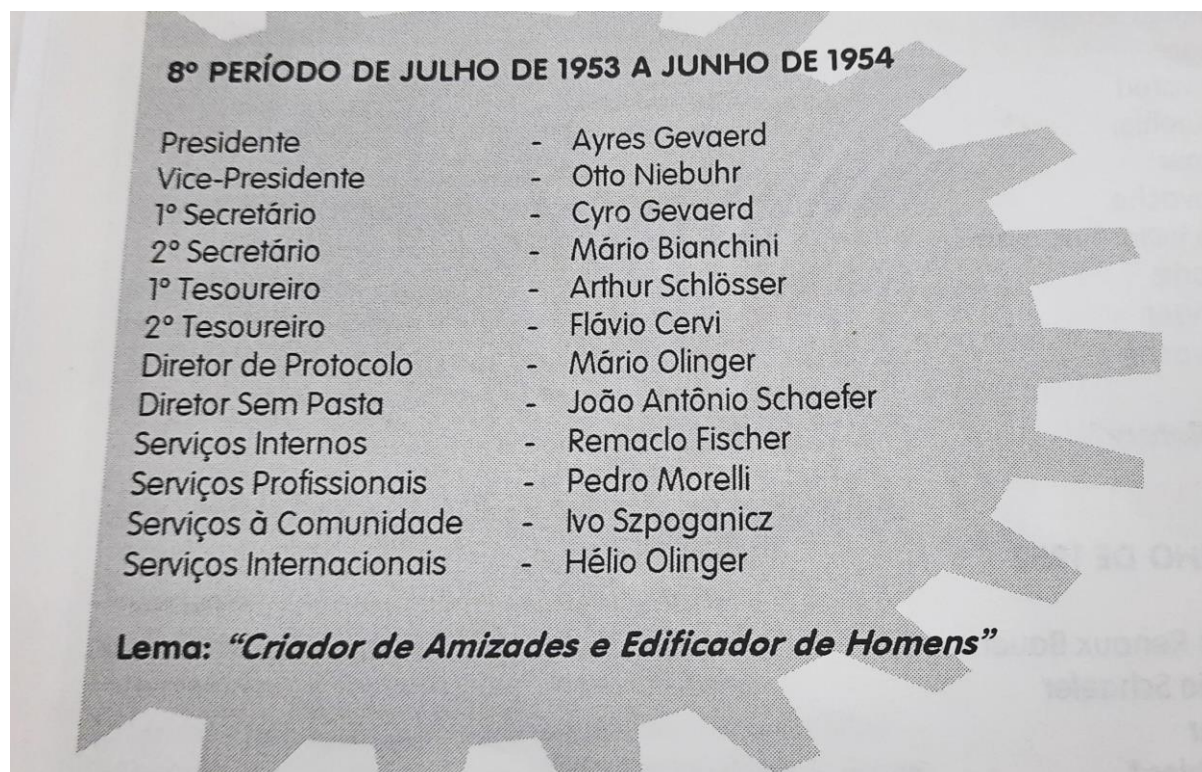 8º PERÍODO DE JULHO DE 1953 A JUNHO DE 1954
Presidente - Ayres Gevaerd
Vice-Presidente - Otto Niebuhr
1º Secretário - Cyro Gevaerd
2º Secretário - Mário Bianchini
1º Tesoureiro - Arthur Schlösser
2º Tesoureiro - Flávio Cervi
Diretor de Protocolo - Mário Olinger
Diretor Sem Pasta - João Antônio Schaefer
Serviços Internos - Remaclo Fischer
Serviços Profissionais - Pedro Morelli
Serviços à Comunidade - Ivo Szpoganicz
Serviços Internacionais - Hélio Olinger
Lema: “Criador de Amizades e Edificador de Homens”